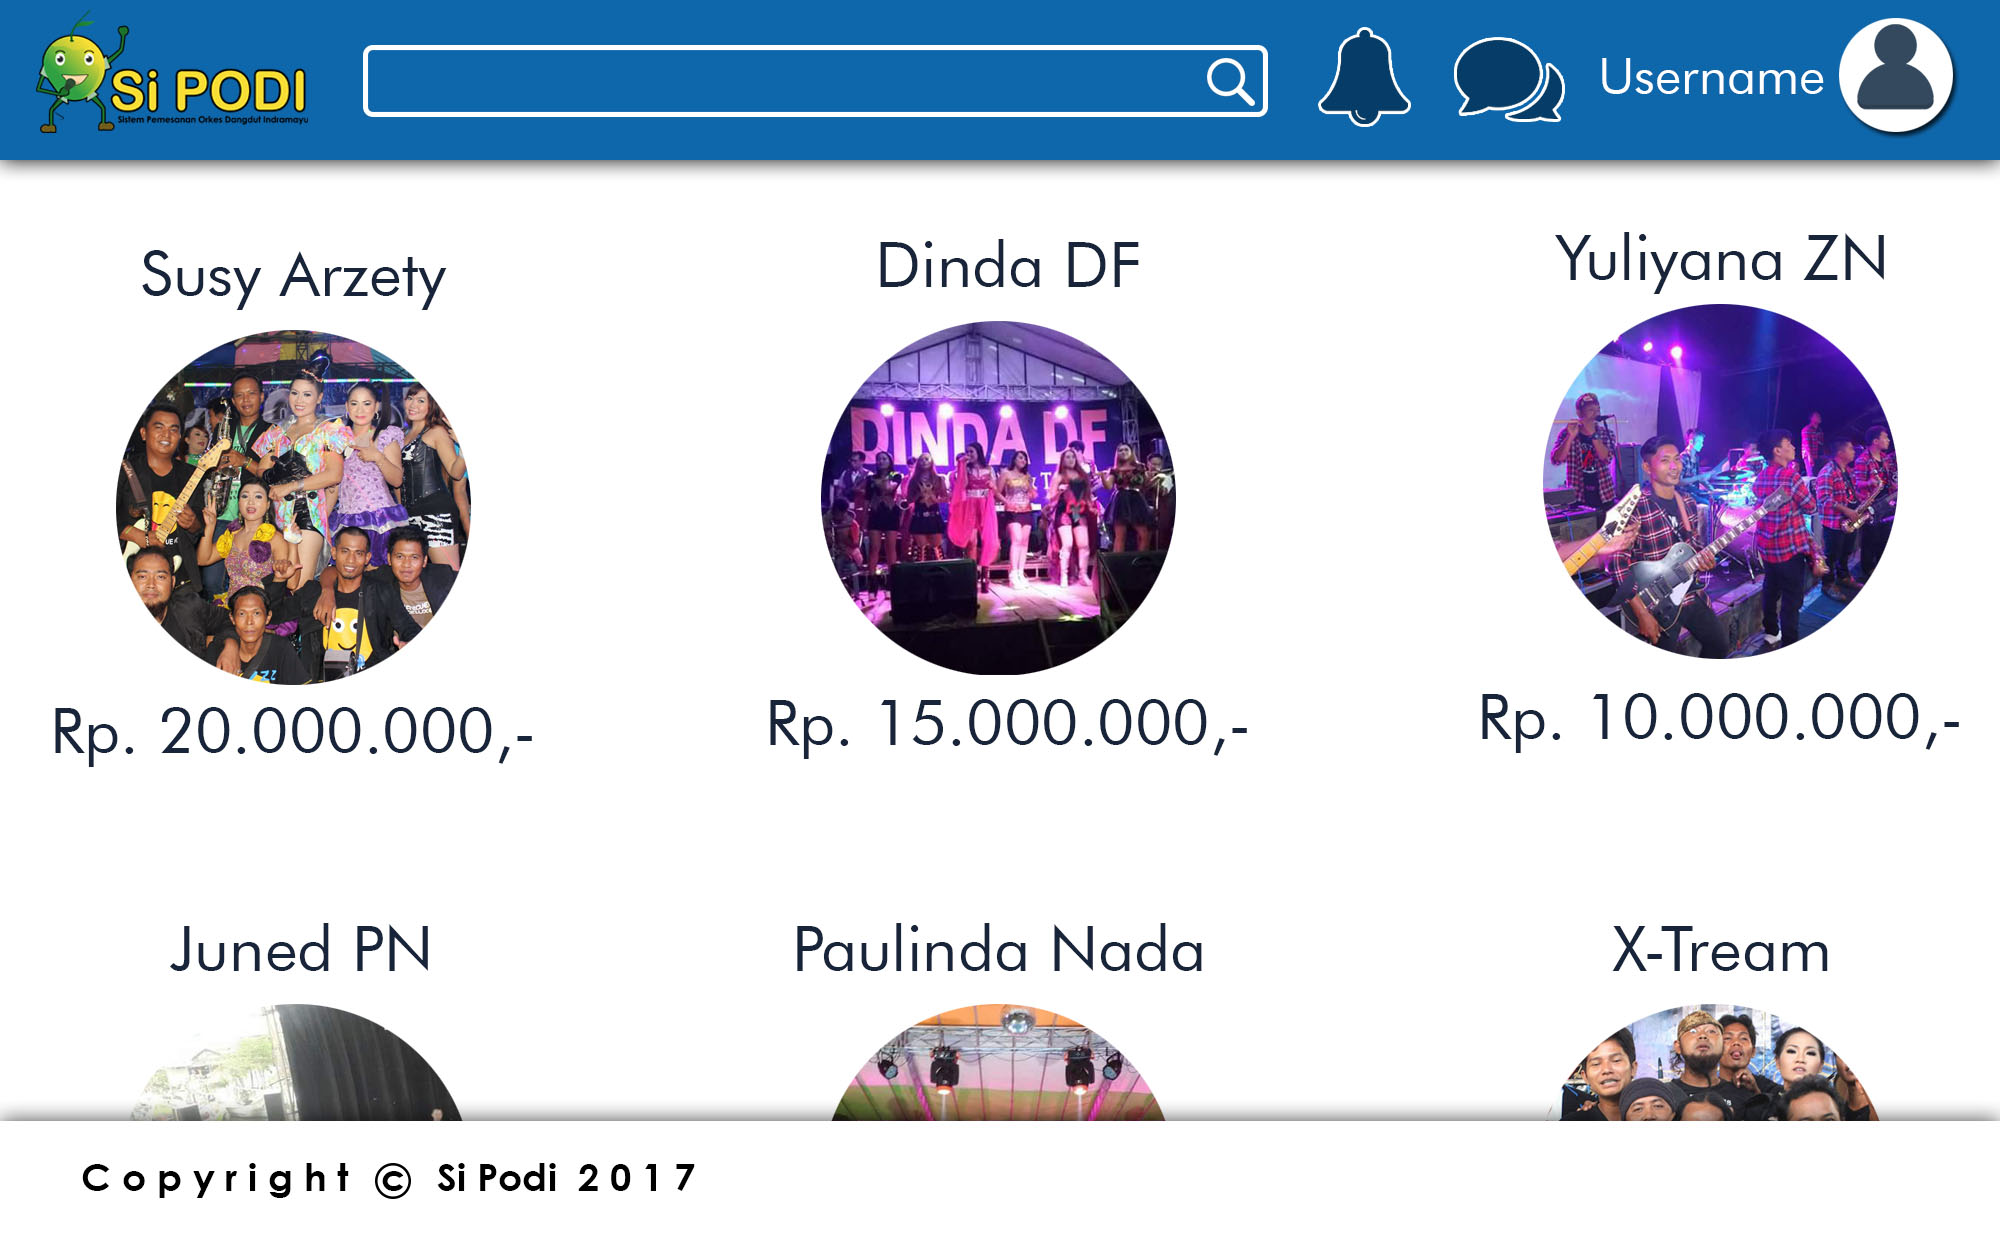 Si PODI
Sistem Pemesanan Orkes Dangdut Indramayu
Username
Susy Arzety
Dinda DF
Yuliyana ZN
DINDA DF
Rp. 20.000.000,-
Rp. 15.000.000,-
Rp. 10.000.000,-
Juned PN
Paulinda Nada
X-Tream
Copyright © Si Podi 2017